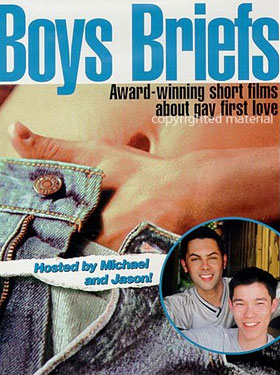 Boys Briefs
Award-winning short films
about gay first love
copyrighted material
Hosted by Michael
and Jason!